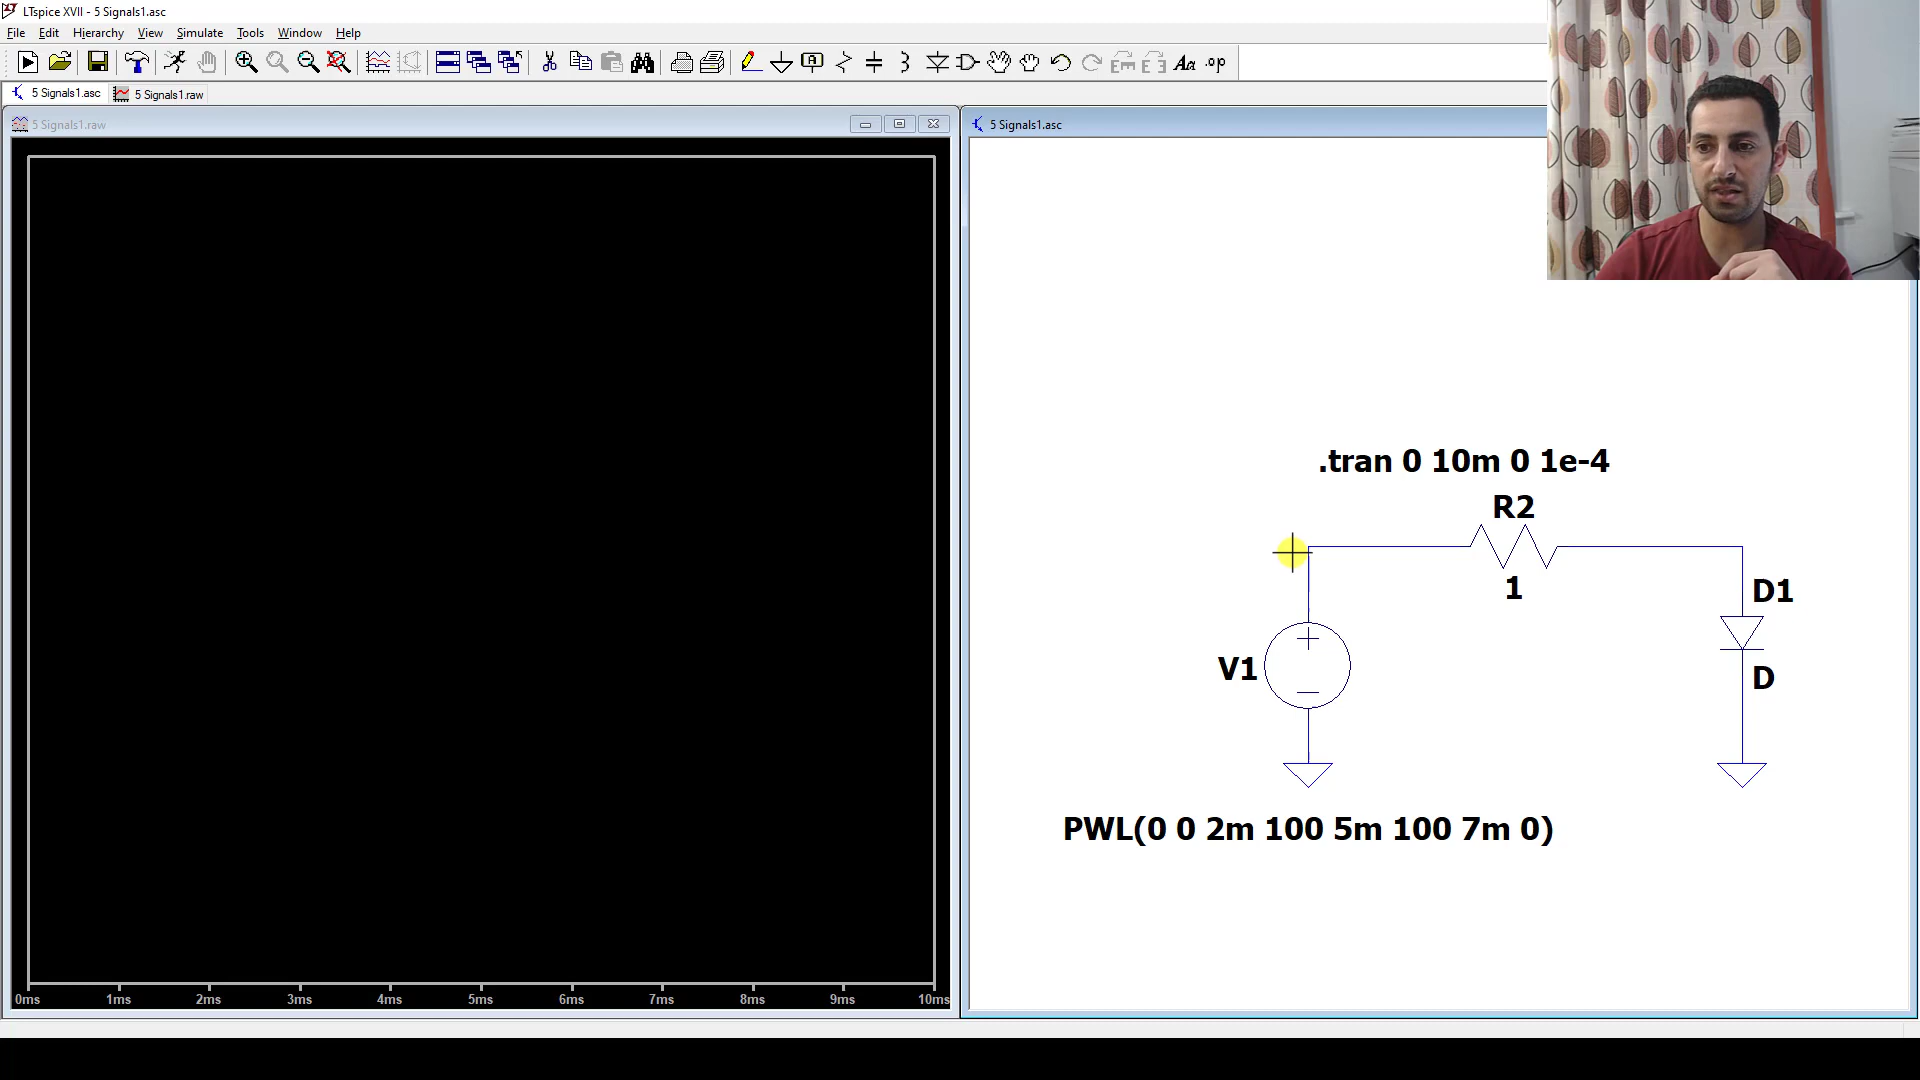 LTspice XVII - 5 Signals1.asc
File Edit Hierarchy View Simulate Tools Window Help
Aa .op
5 Signals1.asc 5 Signals1.raw
5 Signals1.raw
5 Signals1.asc
.tran 0 10m 0 1e-4
R2
1
D1
V1
D
PWL(0 0 2m 100 5m 100 7m 0)
0ms 1ms 2ms 3ms 4ms 5ms 6ms 7ms 8ms 9ms 10ms